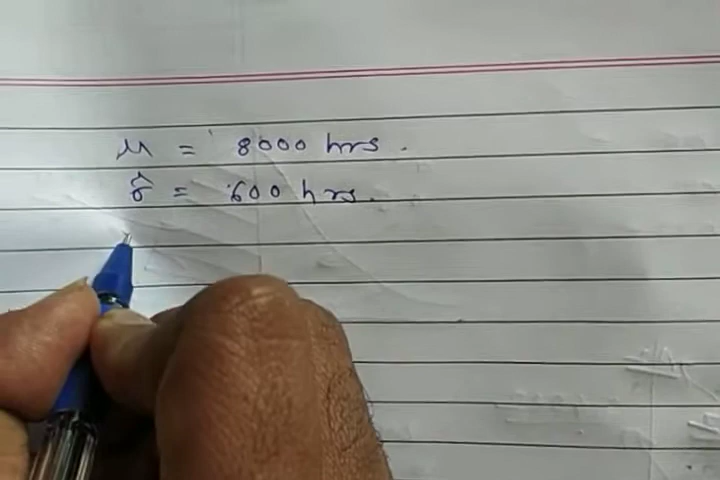 μ = 8000 hrs.
σ̂ = 600 hrs.